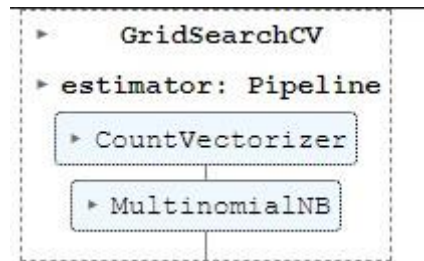 GridSearchCV
estimator: Pipeline
CountVectorizer
MultinomialNB